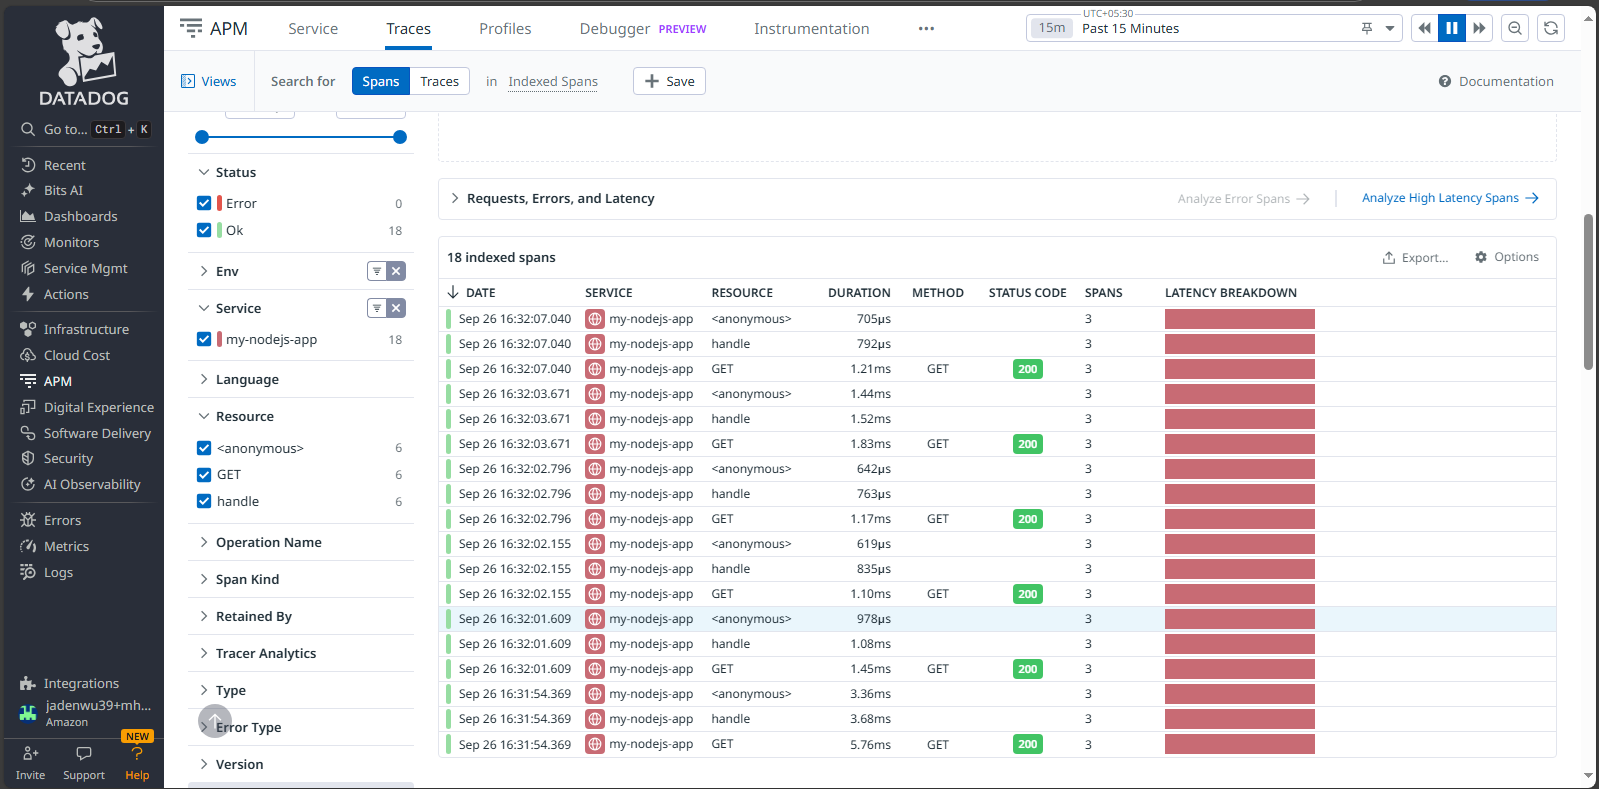 DATADOG
Go to... Ctrl + K
Recent
Bits AI
Dashboards
Monitors
Service Mgmt
Actions
Infrastructure
Cloud Cost
APM
Digital Experience
Software Delivery
Security
AI Observability
Errors
Metrics
Logs
Integrations
jadenwu39+mh...
Amazon
NEW
Invite
Support
Help
APM
Service
Traces
Profiles
Debugger PREVIEW
Instrumentation
...
UTC+05:30
15m Past 15 Minutes
Views
Search for
Spans
Traces
in
Indexed Spans
+ Save
Documentation
Status
Error 0
Ok 18
Env
Service
my-nodejs-app 18
Language
Resource
<anonymous> 6
GET 6
handle 6
Operation Name
Span Kind
Retained By
Tracer Analytics
Type
Error Type
Version
Requests, Errors, and Latency
Analyze Error Spans →
Analyze High Latency Spans →
18 indexed spans
Export...
Options
↓ DATE SERVICE RESOURCE DURATION METHOD STATUS CODE SPANS LATENCY BREAKDOWN
Sep 26 16:32:07.040 my-nodejs-app <anonymous> 705µs 3
Sep 26 16:32:07.040 my-nodejs-app handle 792µs 3
Sep 26 16:32:07.040 my-nodejs-app GET 1.21ms GET 200 3
Sep 26 16:32:03.671 my-nodejs-app <anonymous> 1.44ms 3
Sep 26 16:32:03.671 my-nodejs-app handle 1.52ms 3
Sep 26 16:32:03.671 my-nodejs-app GET 1.83ms GET 200 3
Sep 26 16:32:02.796 my-nodejs-app <anonymous> 642µs 3
Sep 26 16:32:02.796 my-nodejs-app handle 763µs 3
Sep 26 16:32:02.796 my-nodejs-app GET 1.17ms GET 200 3
Sep 26 16:32:02.155 my-nodejs-app <anonymous> 619µs 3
Sep 26 16:32:02.155 my-nodejs-app handle 835µs 3
Sep 26 16:32:02.155 my-nodejs-app GET 1.10ms GET 200 3
Sep 26 16:32:01.609 my-nodejs-app <anonymous> 978µs 3
Sep 26 16:32:01.609 my-nodejs-app handle 1.08ms 3
Sep 26 16:32:01.609 my-nodejs-app GET 1.45ms GET 200 3
Sep 26 16:31:54.369 my-nodejs-app <anonymous> 3.36ms 3
Sep 26 16:31:54.369 my-nodejs-app handle 3.68ms 3
Sep 26 16:31:54.369 my-nodejs-app GET 5.76ms GET 200 3